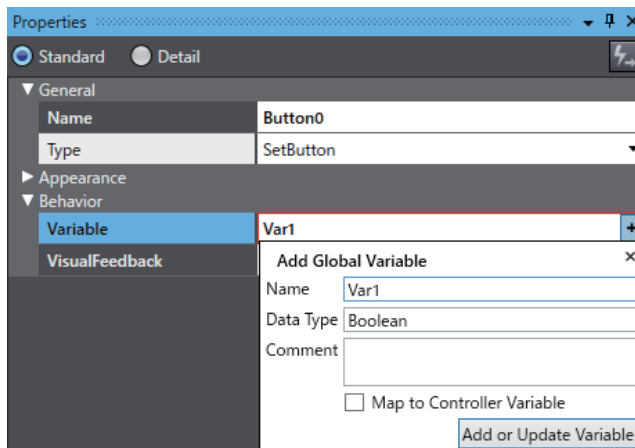 Properties
Standard Detail
General
Name Button0
Type SetButton
Appearance
Behavior
Variable Var1
VisualFeedback
Add Global Variable
Name Var1
Data Type Boolean
Comment
Map to Controller Variable
Add or Update Variable